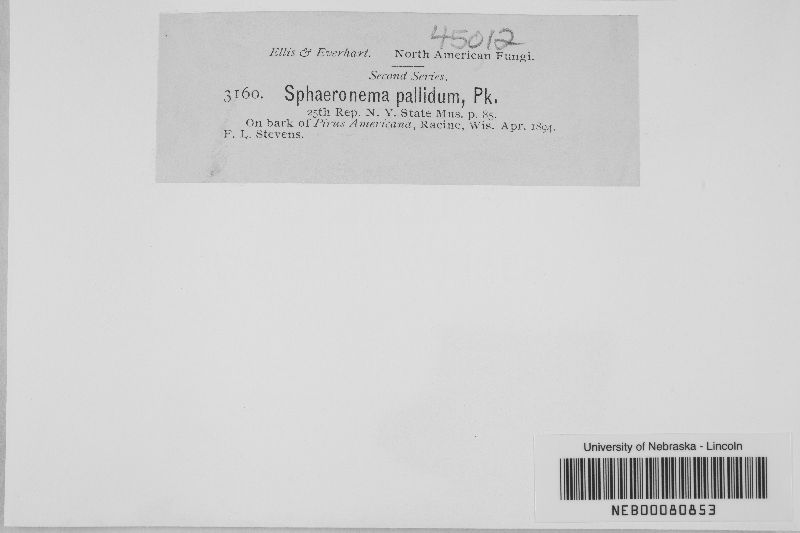 45012
Ellis & Everhart. North American Fungi.
Second Series.
3160. Sphaeronema pallidum, Pk.
25th Rep. N. Y. State Mus. p. 85.
On bark of Pirus Americana, Racine, Wis. Apr. 1894.
F. L. Stevens.
University of Nebraska - Lincoln
NEB00080853